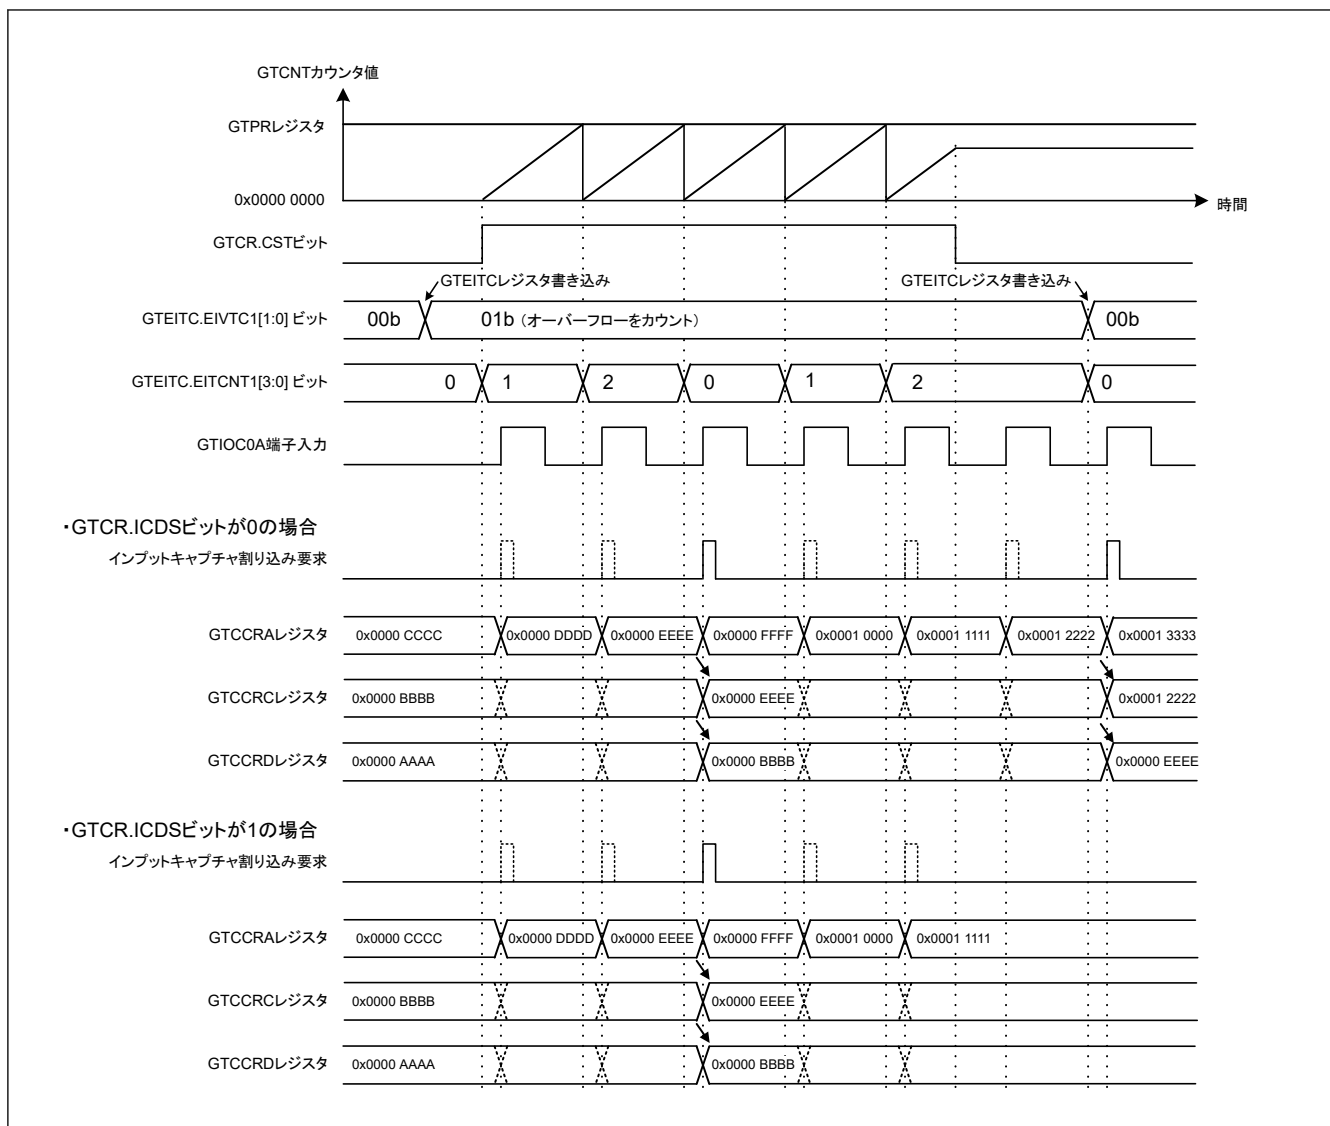 GTCNTカウンタ値
GTPRレジスタ
0x0000 0000
時間
GTCR.CSTビット
GTEITCレジスタ書き込み GTEITCレジスタ書き込み
GTEITC.EIVTC1[1:0] ビット 00b 01b (オーバーフローをカウント) 00b
GTEITC.EITCNT1[3:0] ビット 0 1 2 0 1 2 0
GTIOC0A端子入力
・GTCR.ICDSビットが0の場合
インプットキャプチャ割り込み要求
GTCCRAレジスタ 0x0000 CCCC 0x0000 DDDD 0x0000 EEEE 0x0000 FFFF 0x0001 0000 0x0001 1111 0x0001 2222 0x0001 3333
GTCCRCレジスタ 0x0000 BBBB 0x0000 EEEE 0x0001 2222
GTCCRDレジスタ 0x0000 AAAA 0x0000 BBBB 0x0000 EEEE
・GTCR.ICDSビットが1の場合
インプットキャプチャ割り込み要求
GTCCRAレジスタ 0x0000 CCCC 0x0000 DDDD 0x0000 EEEE 0x0000 FFFF 0x0001 0000 0x0001 1111
GTCCRCレジスタ 0x0000 BBBB 0x0000 EEEE
GTCCRDレジスタ 0x0000 AAAA 0x0000 BBBB